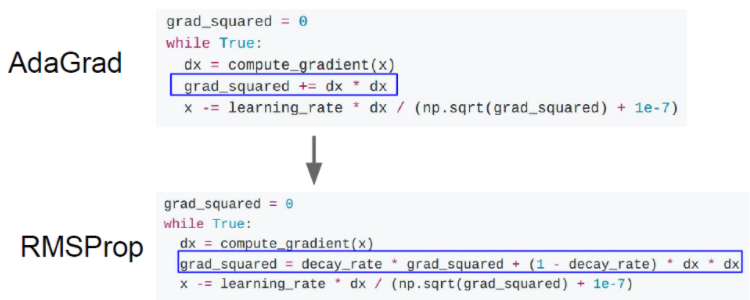 AdaGrad
grad_squared = 0
while True:
  dx = compute_gradient(x)
  grad_squared += dx * dx
  x -= learning_rate * dx / (np.sqrt(grad_squared) + 1e-7)
RMSProp
grad_squared = 0
while True:
  dx = compute_gradient(x)
  grad_squared = decay_rate * grad_squared + (1 - decay_rate) * dx * dx
  x -= learning_rate * dx / (np.sqrt(grad_squared) + 1e-7)